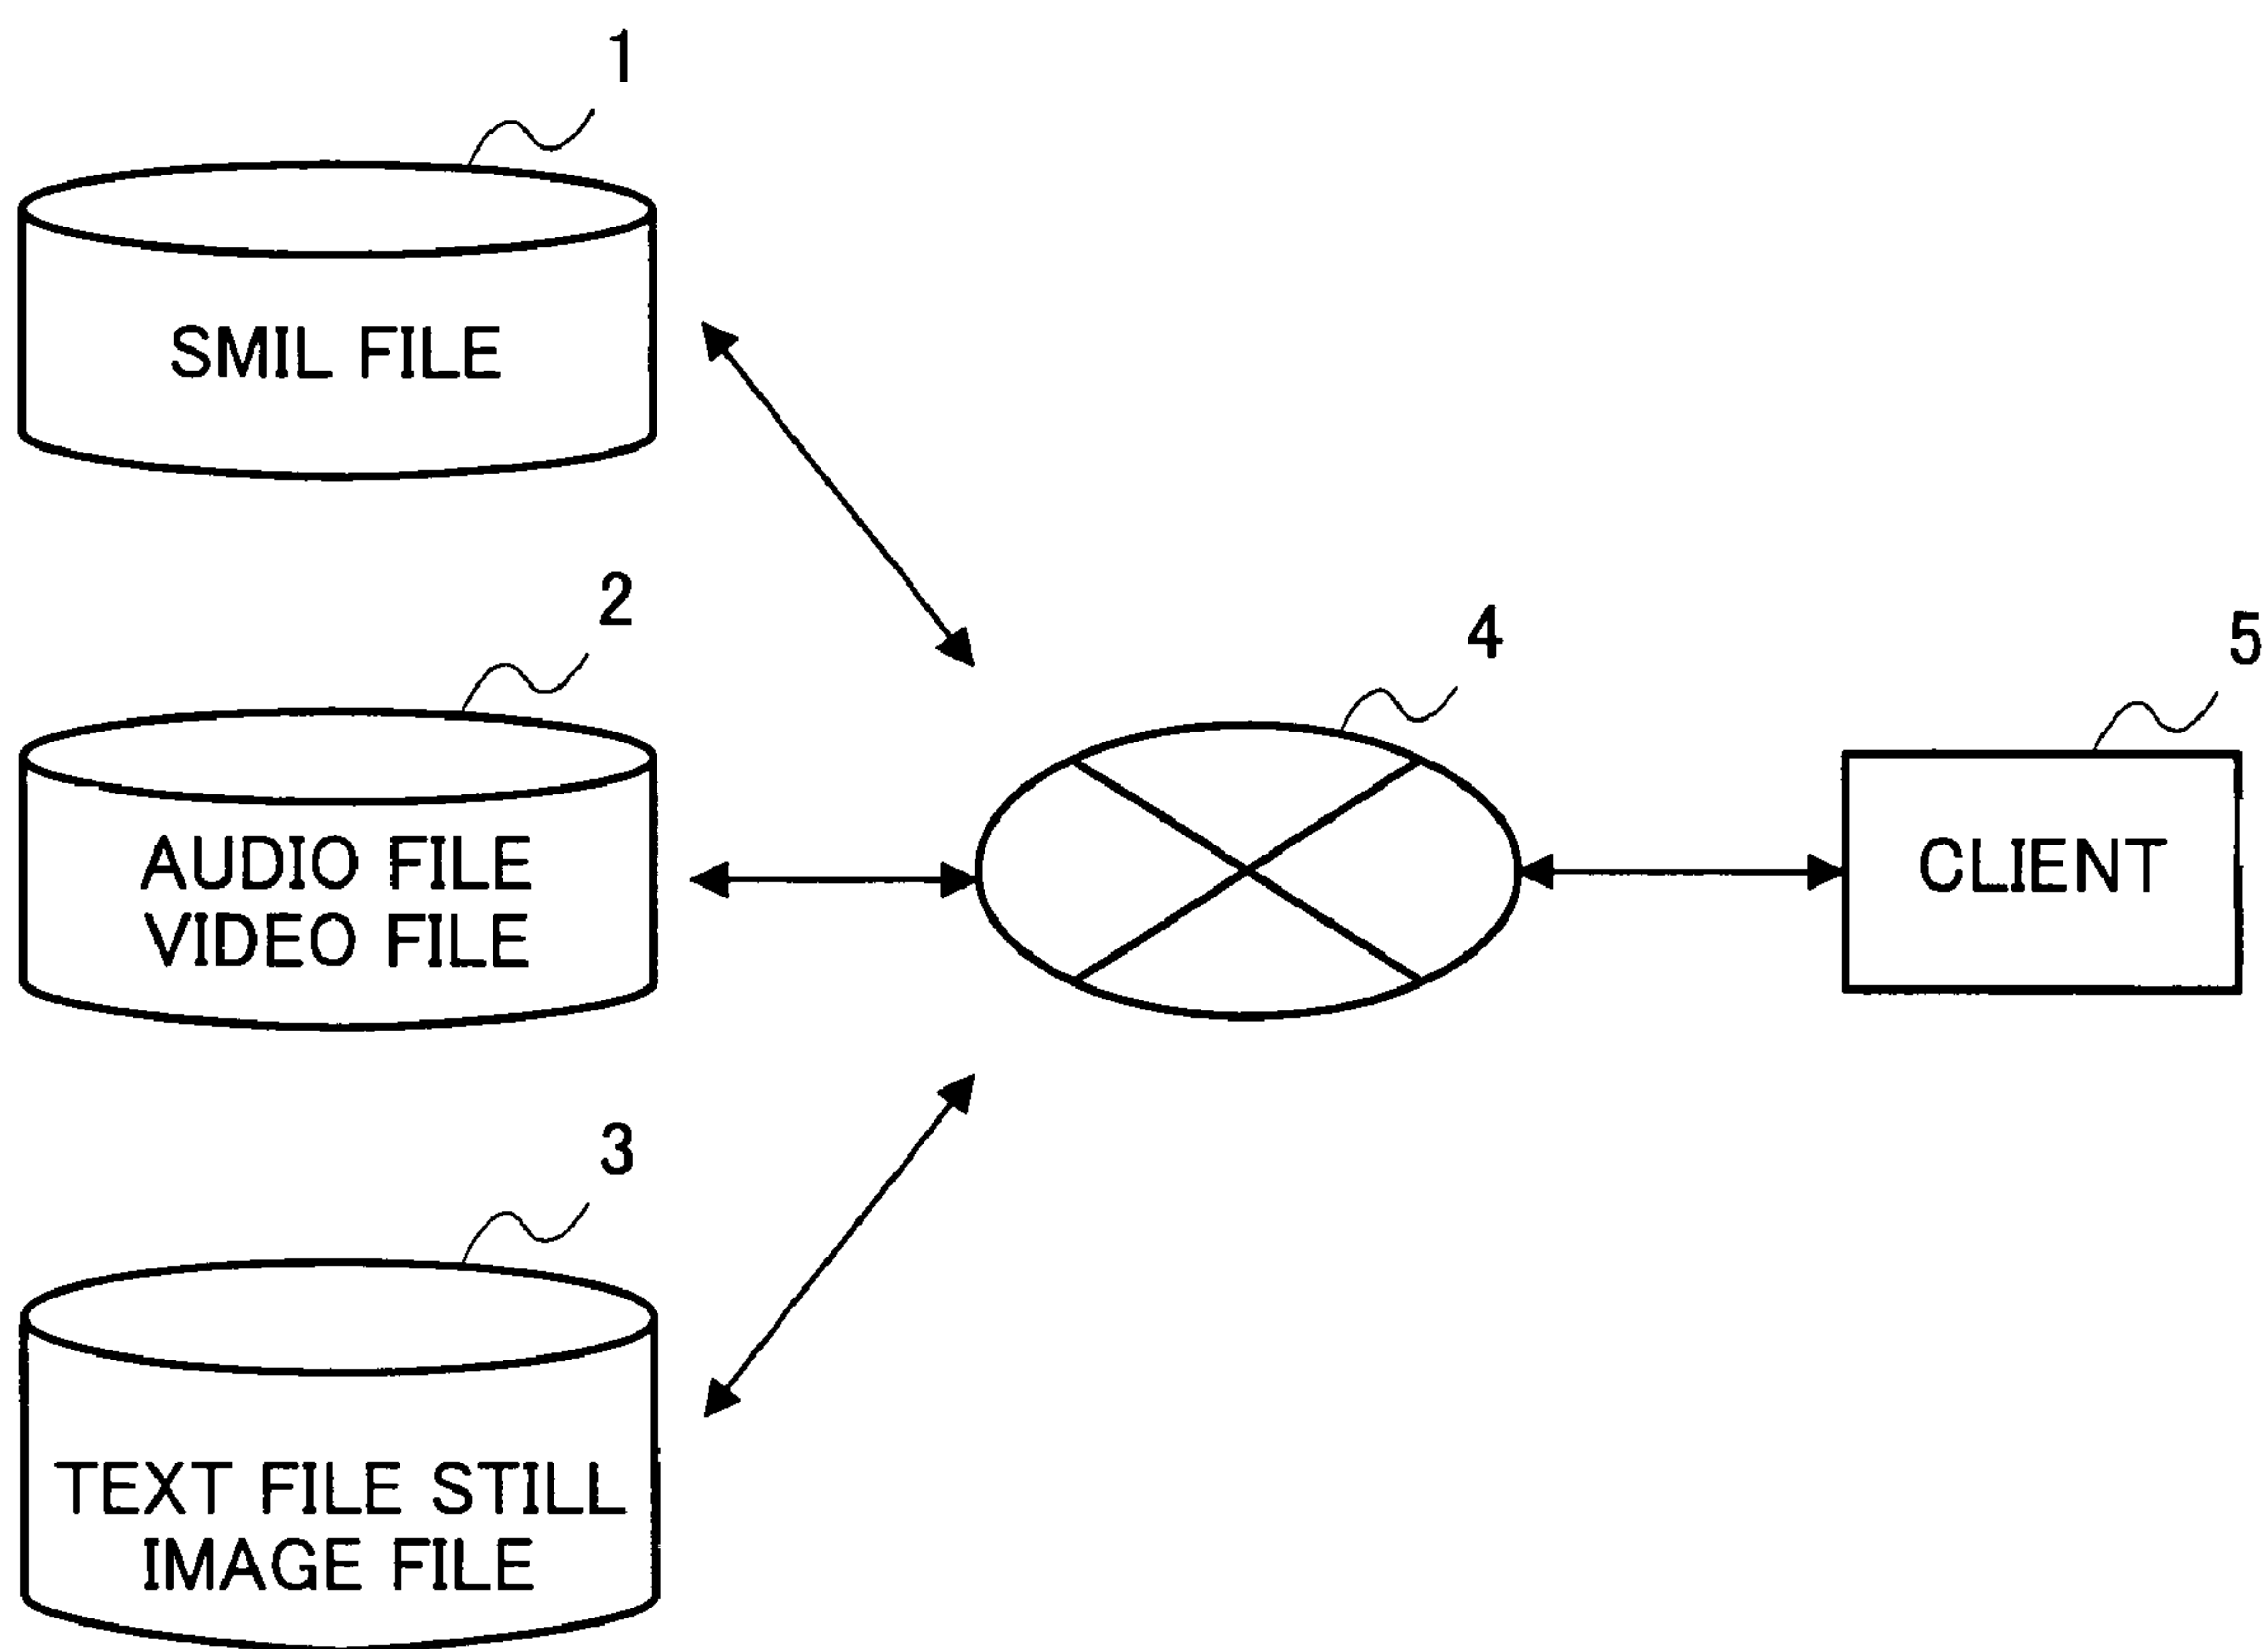 1
SMIL FILE
2
AUDIO FILE
VIDEO FILE
4
5
CLIENT
3
TEXT FILE STILL
IMAGE FILE